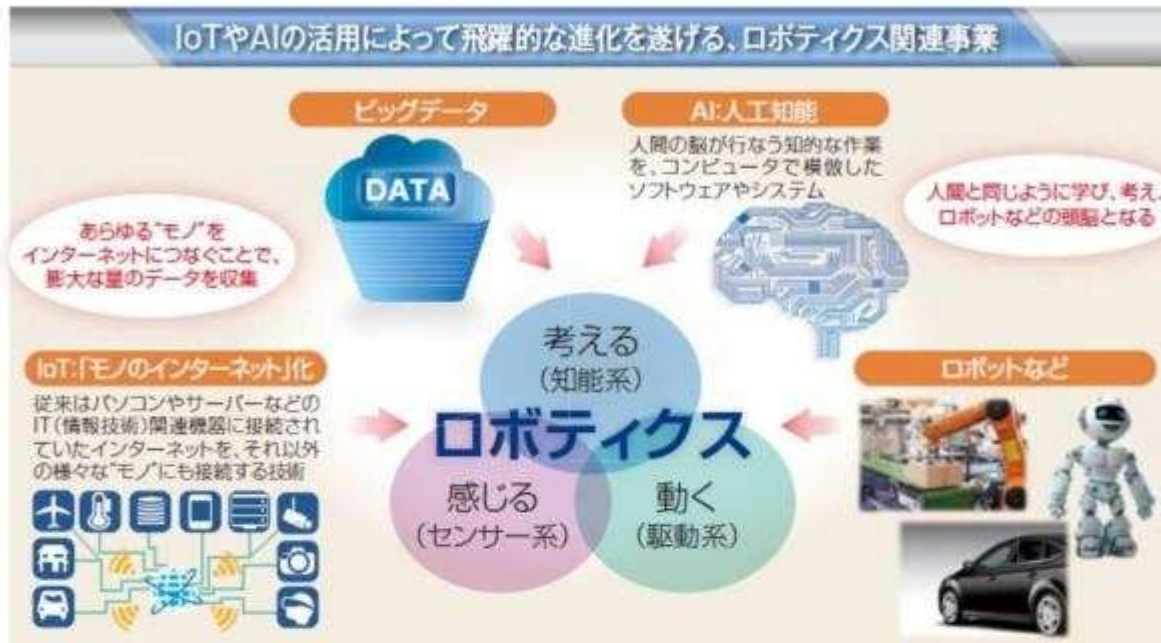 IoTやAIの活用によって飛躍的な進化を遂げる、ロボティクス関連事業
ビッグデータ
DATA
AI:人工知能
人間の脳が行なう知的な作業
を、コンピュータで模倣した
ソフトウェアやシステム
人間と同じように学び、考え、
ロボットなどの頭脳となる
あらゆる“モノ”を
インターネットにつなぐことで、
膨大な量のデータを収集
IoT:「モノのインターネット」化
従来はパソコンやサーバーなどの
IT(情報技術)関連機器に接続され
ていたインターネットを、それ以外
の様々な“モノ”にも接続する技術
考える
(知能系)
ロボティクス
感じる
(センサー系)
動く
(駆動系)
ロボットなど